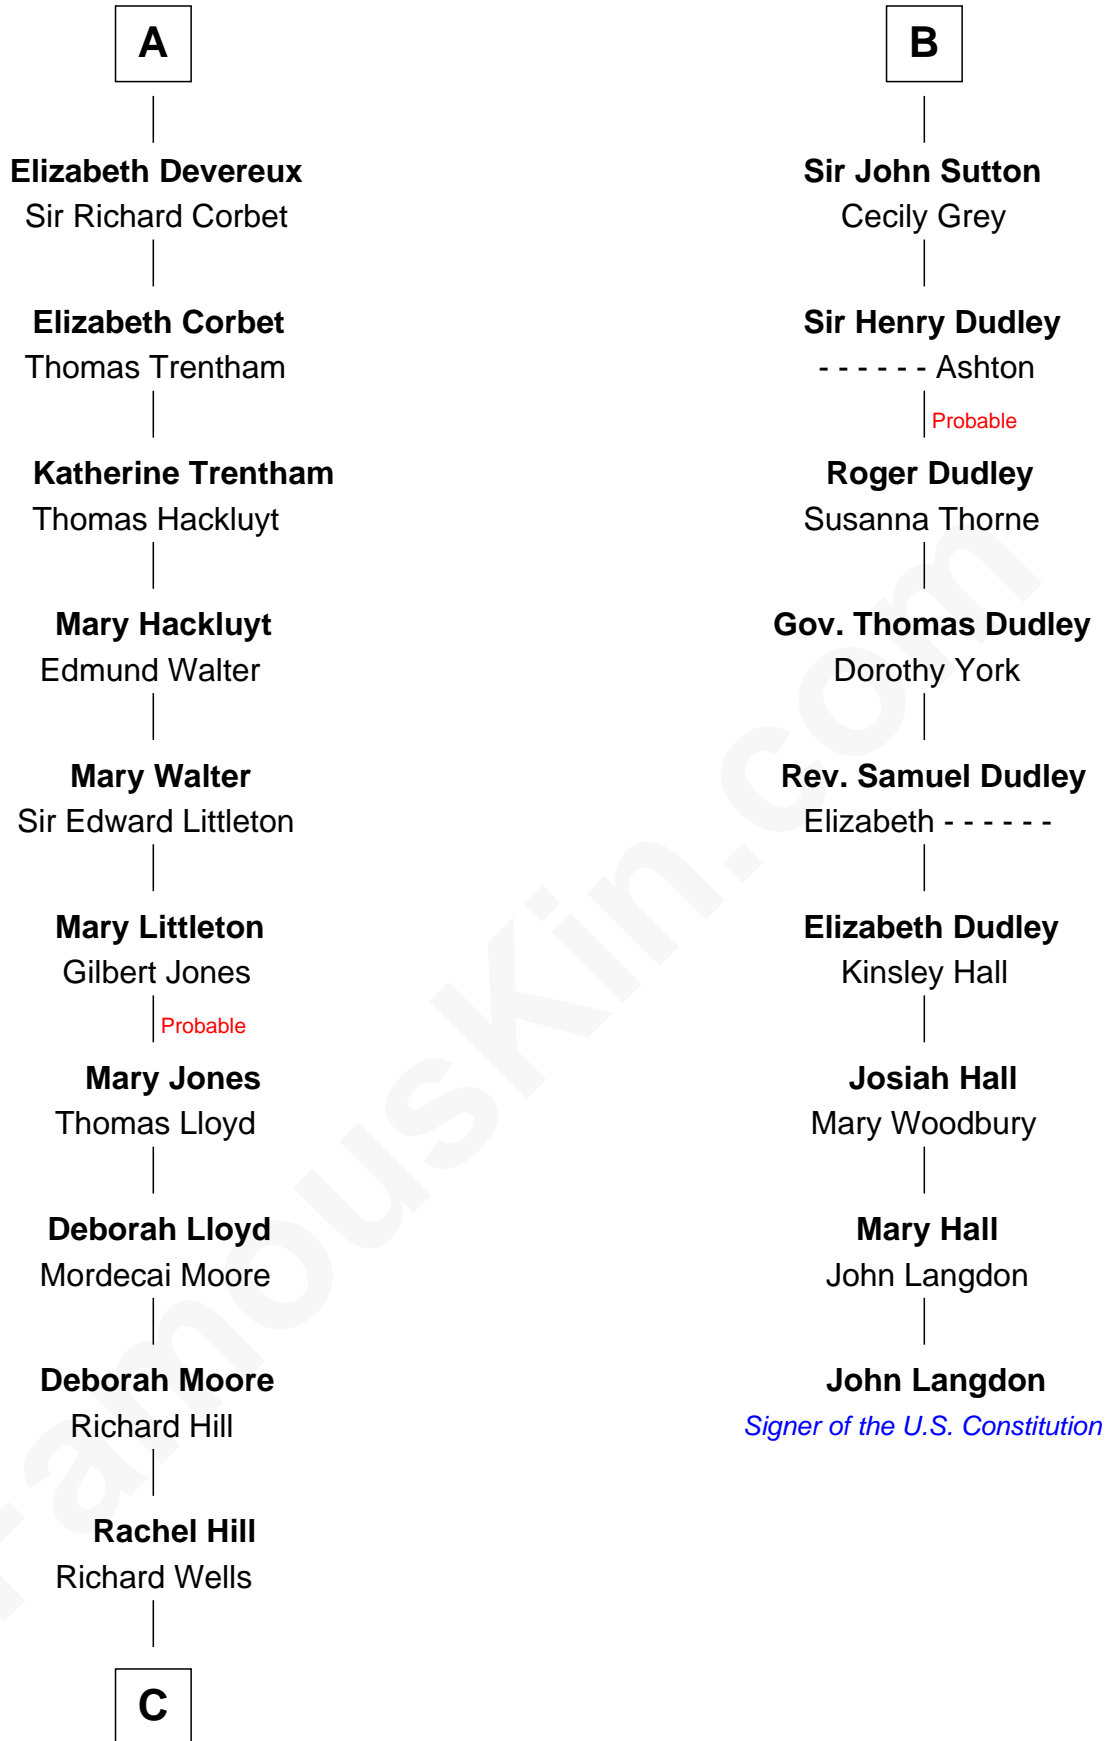 A
Elizabeth Devereux
Sir Richard Corbet
Elizabeth Corbet
Thomas Trentham
Katherine Trentham
Thomas Hackluyt
Mary Hackluyt
Edmund Walter
Mary Walter
Sir Edward Littleton
Mary Littleton
Gilbert Jones
Probable
Mary Jones
Thomas Lloyd
Deborah Lloyd
Mordecai Moore
Deborah Moore
Richard Hill
Rachel Hill
Richard Wells
C
B
Sir John Sutton
Cecily Grey
Sir Henry Dudley
- - - - - - Ashton
Probable
Roger Dudley
Susanna Thorne
Gov. Thomas Dudley
Dorothy York
Rev. Samuel Dudley
Elizabeth - - - - - -
Elizabeth Dudley
Kinsley Hall
Josiah Hall
Mary Woodbury
Mary Hall
John Langdon
John Langdon
Signer of the U.S. Constitution
FamousKin.com